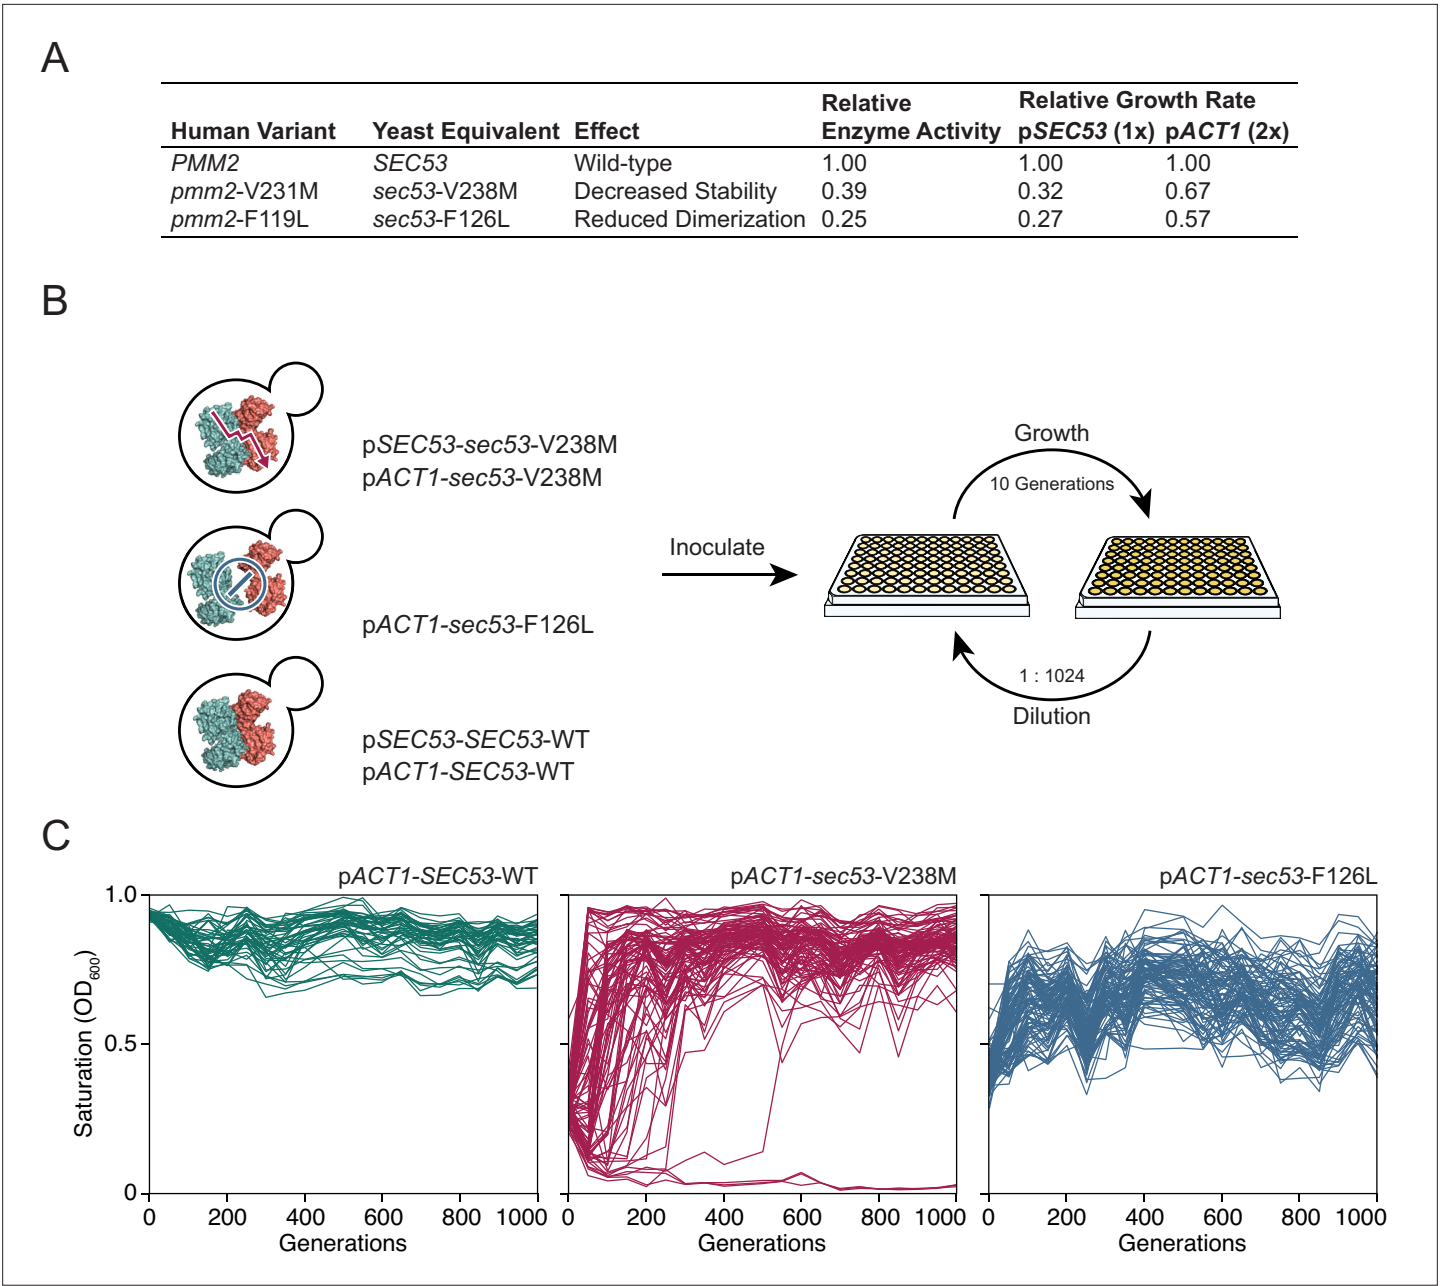 A
Relative Relative Growth Rate
Human Variant Yeast Equivalent Effect Enzyme Activity pSEC53 (1x) pACT1 (2x)
PMM2 SEC53 Wild-type 1.00 1.00 1.00
pmm2-V231M sec53-V238M Decreased Stability 0.39 0.32 0.67
pmm2-F119L sec53-F126L Reduced Dimerization 0.25 0.27 0.57
B
pSEC53-sec53-V238M
pACT1-sec53-V238M
pACT1-sec53-F126L
pSEC53-SEC53-WT
pACT1-SEC53-WT
Inoculate
Growth
10 Generations
1 : 1024
Dilution
C
pACT1-SEC53-WT pACT1-sec53-V238M pACT1-sec53-F126L
Saturation (OD600)
1.0
0.5
0
0 200 400 600 800 1000 0 200 400 600 800 1000 0 200 400 600 800 1000
Generations Generations Generations